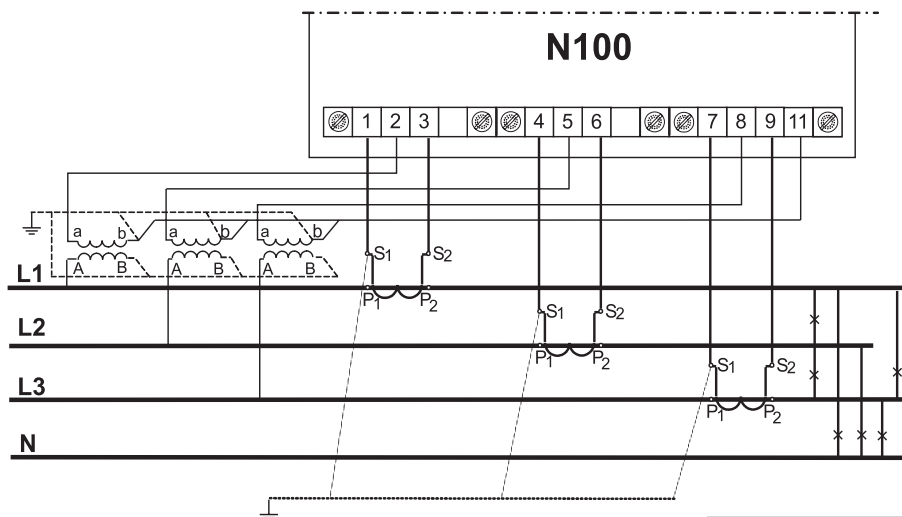 N100
1 2 3 4 5 6 7 8 9 11
a b a b a b
A B A B A B
S1 S2
L1
P1 P2
S1 S2
L2
P1 P2
S1 S2
L3
P1 P2
N